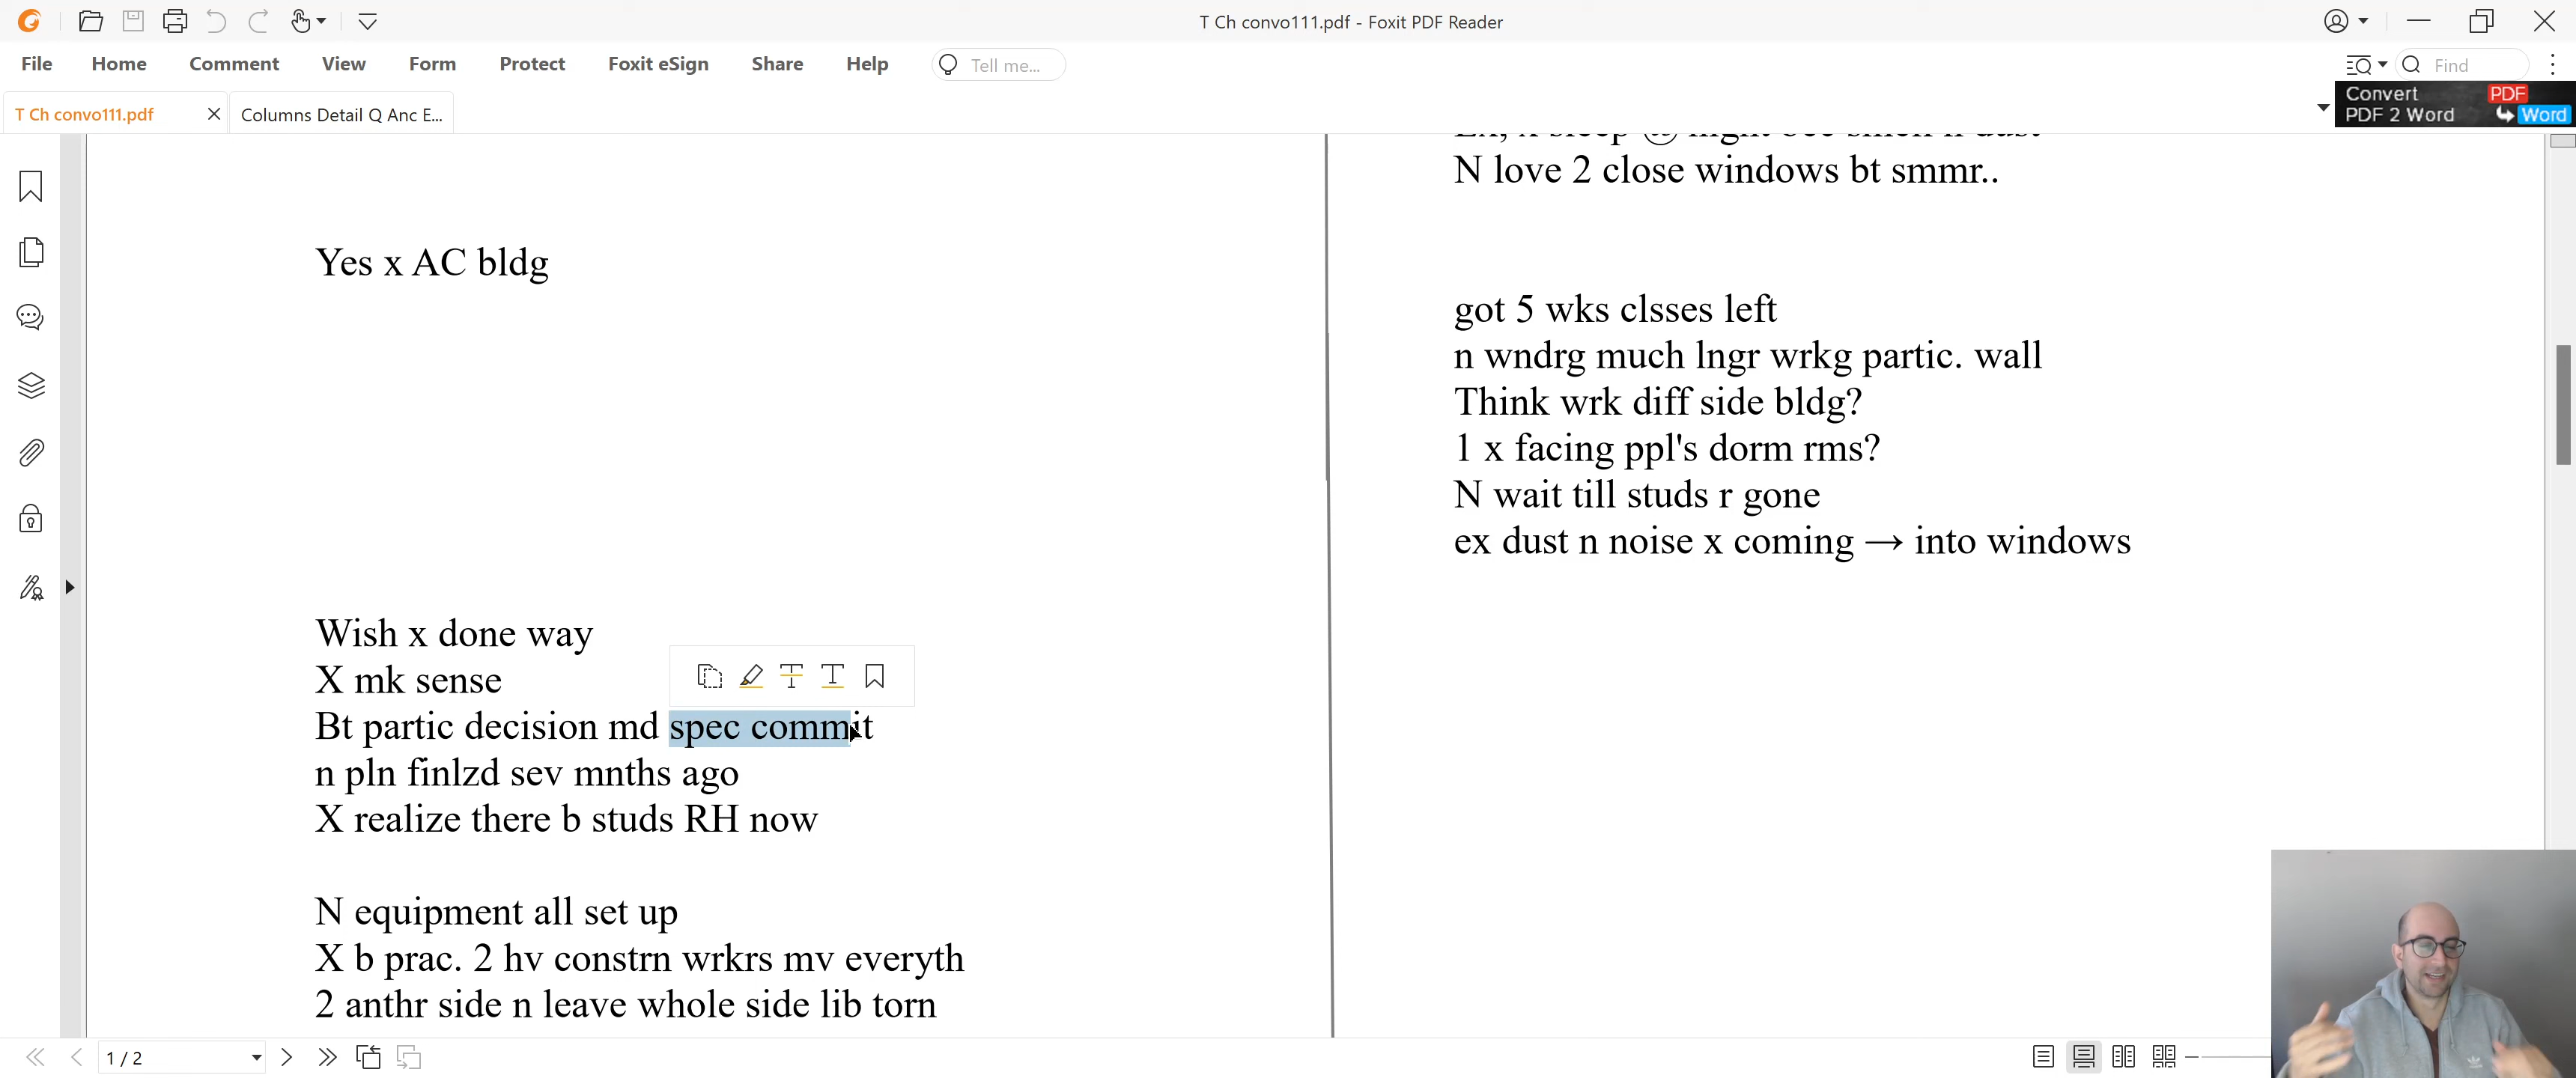 T Ch convo111.pdf - Foxit PDF Reader
File Home Comment View Form Protect Foxit eSign Share Help Tell me... Find
T Ch convo111.pdf Columns Detail Q Anc E...
Convert PDF
PDF 2 Word Word
Yes x AC bldg
Wish x done way
X mk sense
Bt partic decision md spec commit
n pln finlzd sev mnths ago
X realize there b studs RH now
N equipment all set up
X b prac. 2 hv constrn wrkrs mv everyth
2 anthr side n leave whole side lib torn
N love 2 close windows bt smmr..
got 5 wks clsses left
n wndrg much lngr wrkg partic. wall
Think wrk diff side bldg?
1 x facing ppl's dorm rms?
N wait till studs r gone
ex dust n noise x coming → into windows
1 / 2